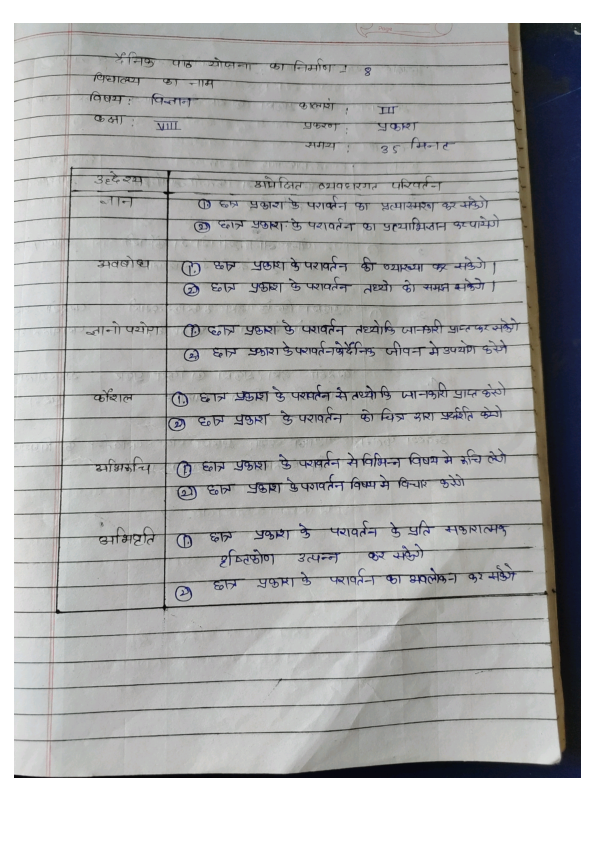 दैनिक पाठ योजना का निर्माण :- 8
विद्यालय का नाम
विषय : विज्ञान कालांश : III
कक्षा : VIII प्रकरण : प्रकाश
समय : 35 मिनट
उद्देश्य अपेक्षित व्यवहारगत परिवर्तन
ज्ञान (1) छात्र प्रकाश के परावर्तन का प्रत्यास्मरण कर सकेंगे
(2) छात्र प्रकाश के परावर्तन का प्रत्याभिज्ञान कर पायेंगे
अवबोध (1) छात्र प्रकाश के परावर्तन की व्याख्या कर सकेंगे।
(2) छात्र प्रकाश के परावर्तन तथ्यो को समझ सकेंगे।
ज्ञानोपयोग (1) छात्र प्रकाश के परावर्तन तथ्योकि जानकारी प्राप्त कर सकेंगे
(2) छात्र प्रकाश के परावर्तन को दैनिक जीवन मे उपयोग करेंगे
कौशल (1) छात्र प्रकाश के परावर्तन से तथ्योकि जानकारी प्राप्त करेंगे
(2) छात्र प्रकाश के परावर्तन को चित्र द्वारा प्रदर्शित करेंगे
अभिरुचि (1) छात्र प्रकाश के परावर्तन से विभिन्न विषय मे रुचि लेंगे
(2) छात्र प्रकाश के परावर्तन विषय मे विचार करेंगे
अभिवृति (1) छात्र प्रकाश के परावर्तन के प्रति सकारात्मक
दृष्टिकोण उत्पन्न कर सकेंगे
(2) छात्र प्रकाश के परावर्तन का अवलोकन कर सकेंगे